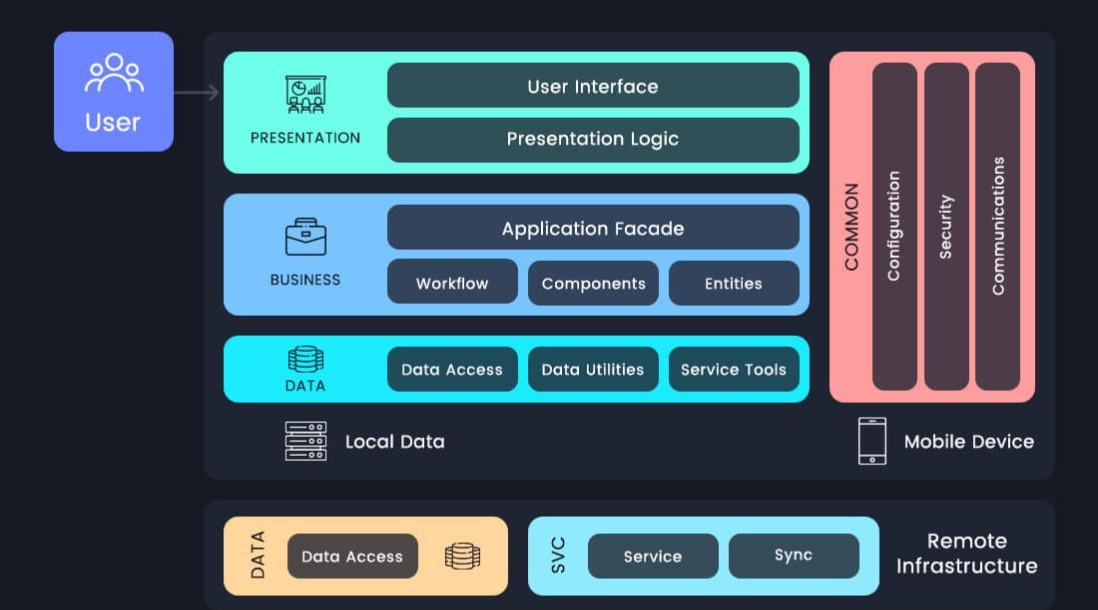 User
PRESENTATION
User Interface
Presentation Logic
BUSINESS
Application Facade
Workflow
Components
Entities
DATA
Data Access
Data Utilities
Service Tools
COMMON
Configuration
Security
Communications
Local Data
Mobile Device
DATA
Data Access
SVC
Service
Sync
Remote
Infrastructure